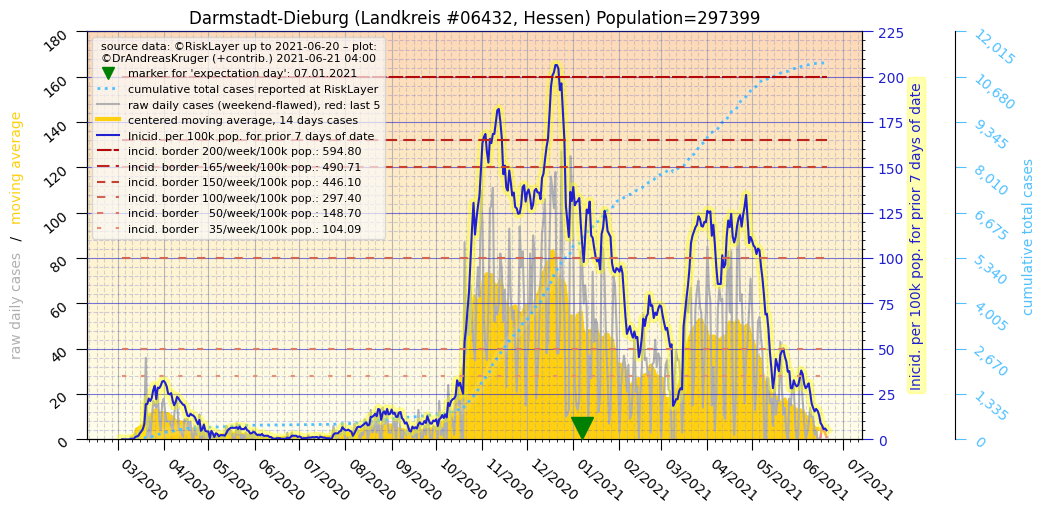 Darmstadt-Dieburg (Landkreis #06432, Hessen) Population=297399
source data: ©RiskLayer up to 2021-06-20 – plot:
©DrAndreasKruger (+contrib.) 2021-06-21 04:00
marker for 'expectation day': 07.01.2021
cumulative total cases reported at RiskLayer
raw daily cases (weekend-flawed), red: last 5
centered moving average, 14 days cases
Inicid. per 100k pop. for prior 7 days of date
incid. border 200/week/100k pop.: 594.80
incid. border 165/week/100k pop.: 490.71
incid. border 150/week/100k pop.: 446.10
incid. border 100/week/100k pop.: 297.40
incid. border   50/week/100k pop.: 148.70
incid. border   35/week/100k pop.: 104.09
raw daily cases / moving average
180
160
140
120
100
80
60
40
20
0
03/2020
04/2020
05/2020
06/2020
07/2020
08/2020
09/2020
10/2020
11/2020
12/2020
01/2021
02/2021
03/2021
04/2021
05/2021
06/2021
07/2021
225
200
175
150
125
100
75
50
25
0
Inicid. per 100k pop. for prior 7 days of date
12,015
10,680
9,345
8,010
6,675
5,340
4,005
2,670
1,335
0
cumulative total cases